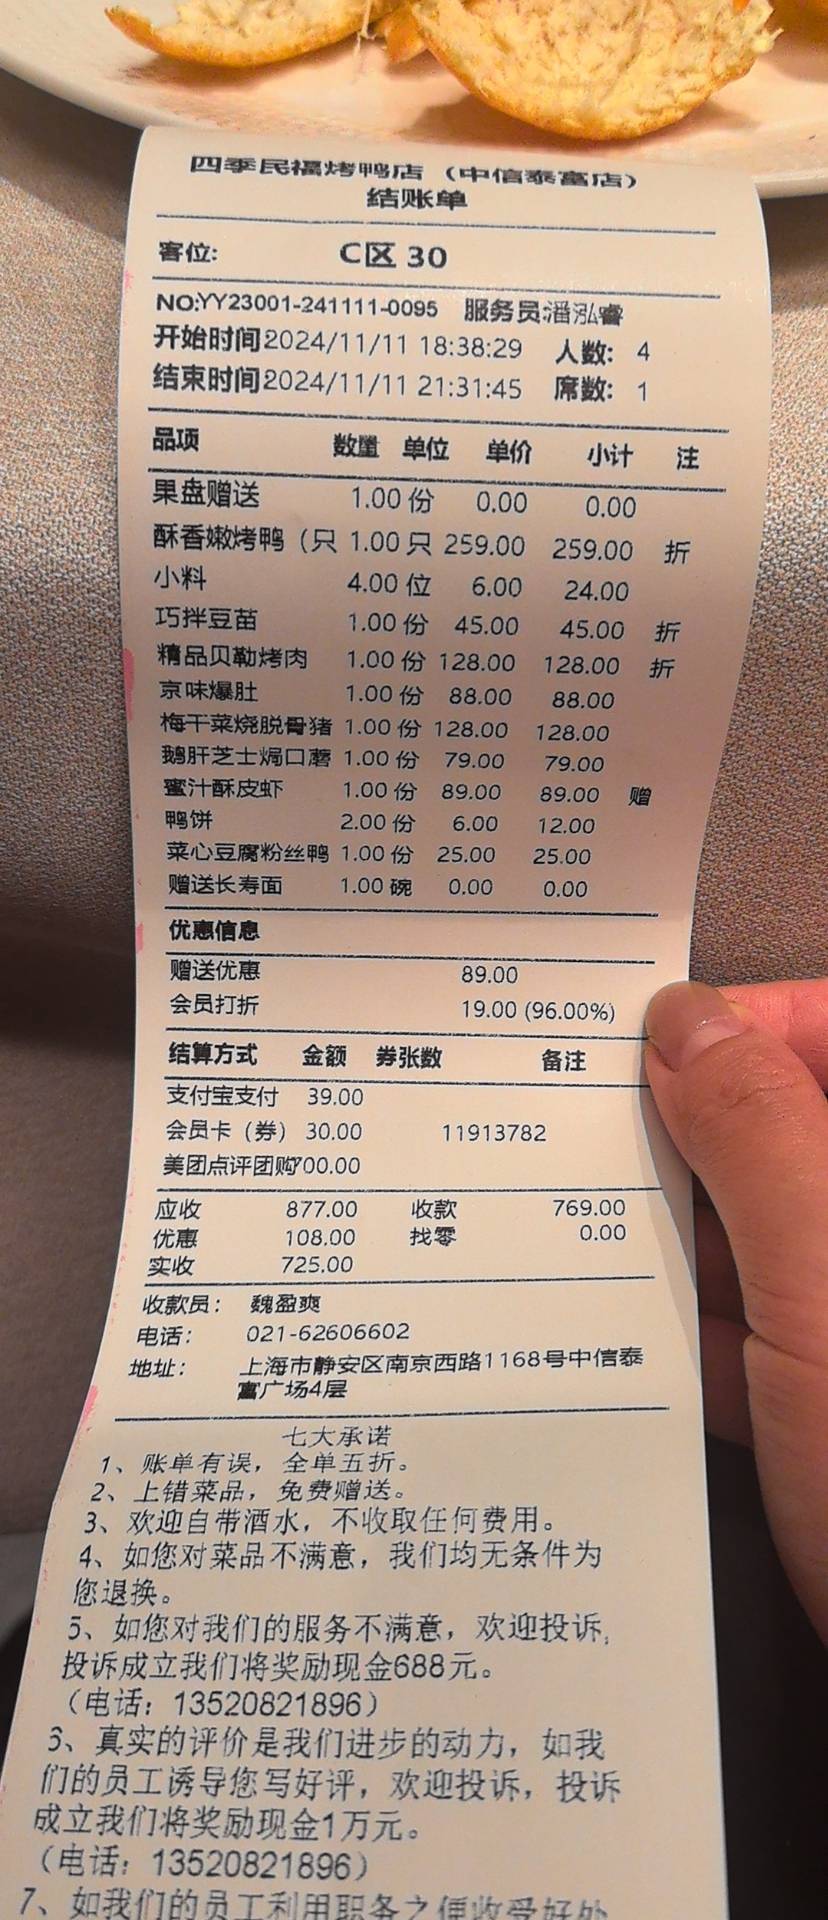 四季民福烤鸭店（中信泰富店）
结账单
客位: C区 30
NO:YY23001-241111-0095 服务员:潘泓睿
开始时间2024/11/11 18:38:29 人数: 4
结束时间2024/11/11 21:31:45 席数: 1
品项 数量 单位 单价 小计 注
果盘赠送 1.00 份 0.00 0.00
酥香嫩烤鸭（只 1.00 只 259.00 259.00 折
小料 4.00 位 6.00 24.00
巧拌豆苗 1.00 份 45.00 45.00 折
精品贝勒烤肉 1.00 份 128.00 128.00 折
京味爆肚 1.00 份 88.00 88.00
梅干菜烧脱骨猪 1.00 份 128.00 128.00
鹅肝芝士焗口蘑 1.00 份 79.00 79.00
蜜汁酥皮虾 1.00 份 89.00 89.00 赠
鸭饼 2.00 份 6.00 12.00
菜心豆腐粉丝鸭 1.00 份 25.00 25.00
赠送长寿面 1.00 碗 0.00 0.00
优惠信息
赠送优惠 89.00
会员打折 19.00 (96.00%)
结算方式 金额 券张数 备注
支付宝支付 39.00
会员卡（券） 30.00 11913782
美团点评团购700.00
应收 877.00 收款 769.00
优惠 108.00 找零 0.00
实收 725.00
收款员: 魏盈爽
电话: 021-62606602
地址: 上海市静安区南京西路1168号中信泰
富广场4层
七大承诺
1、账单有误，全单五折。
2、上错菜品，免费赠送。
3、欢迎自带酒水，不收取任何费用。
4、如您对菜品不满意，我们均无条件为
您退换。
5、如您对我们的服务不满意，欢迎投诉,
投诉成立我们将奖励现金688元。
（电话：13520821896）
6、真实的评价是我们进步的动力，如我
们的员工诱导您写好评，欢迎投诉，投诉
成立我们将奖励现金1万元。
（电话：13520821896）
7、如我们的员工利用职务之便收受好处